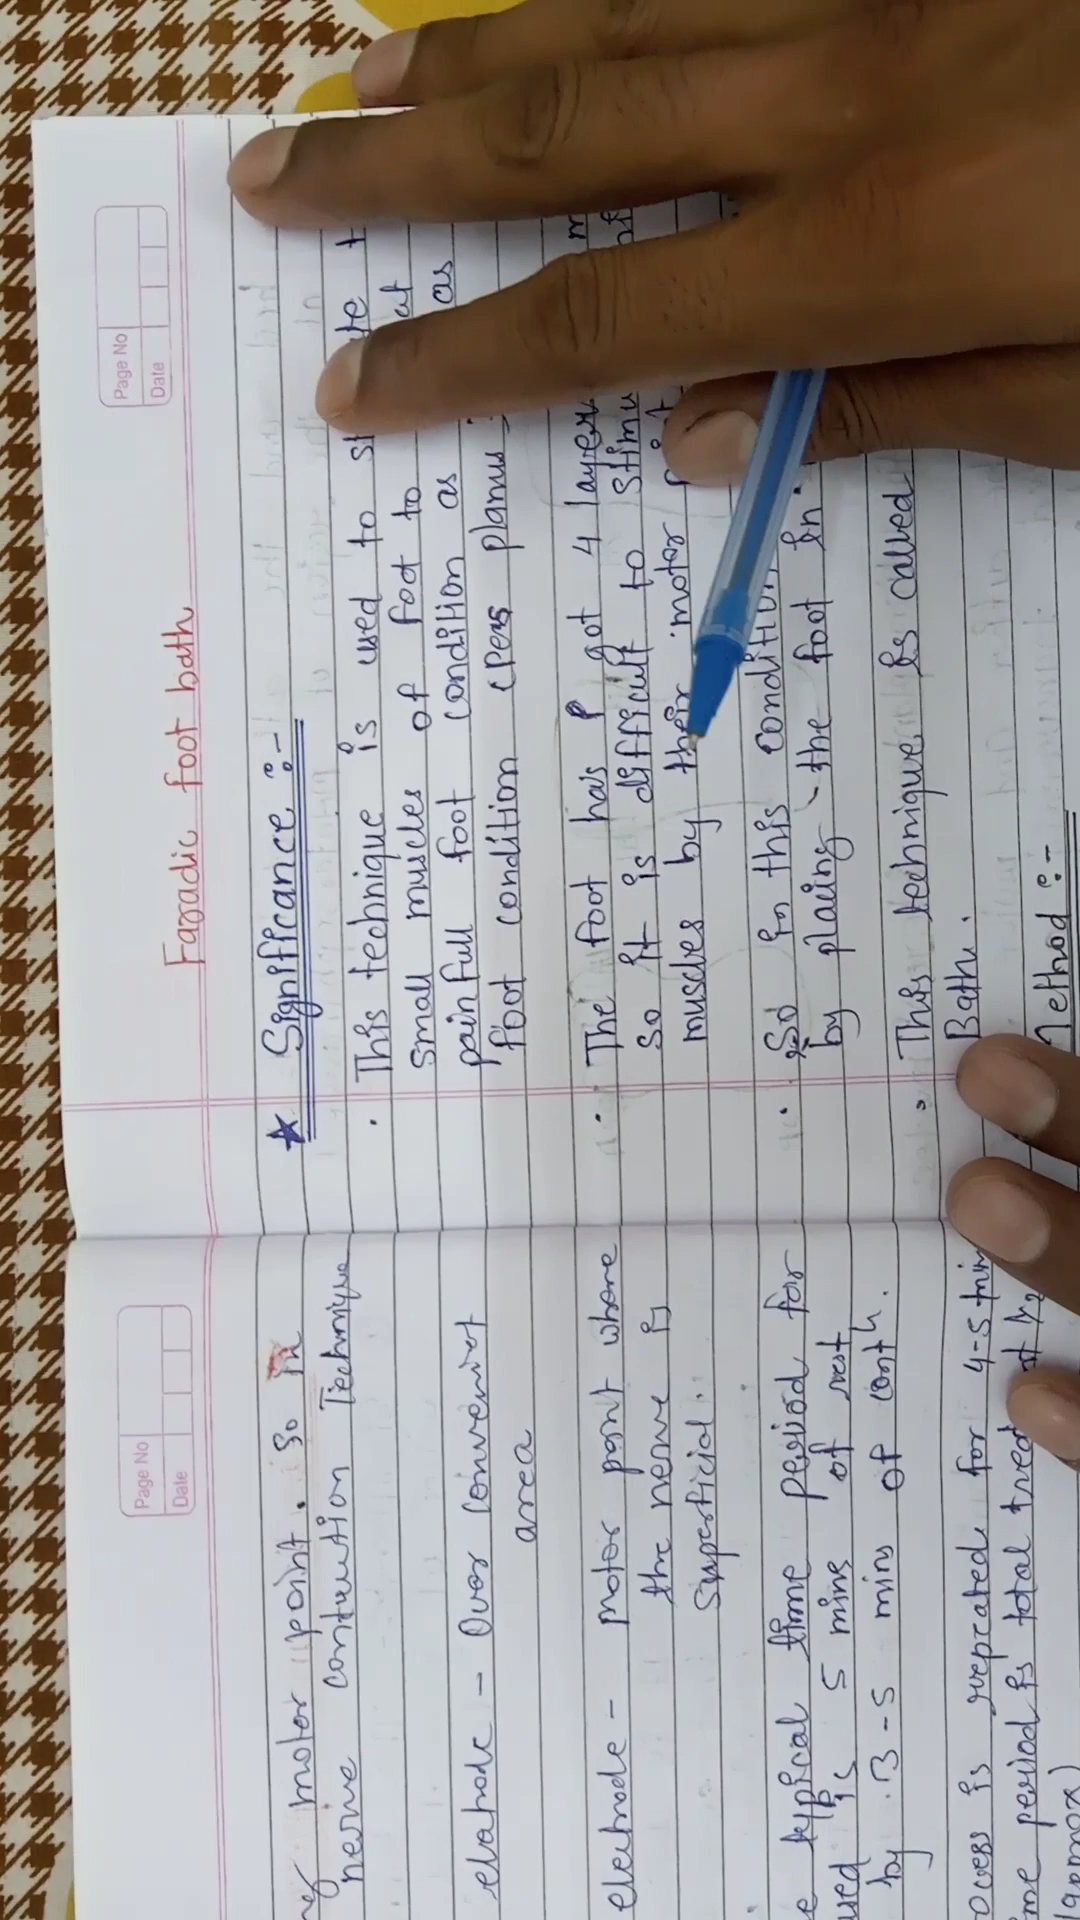 Page No
Date
motor point. So in
nerve contraction Technique
elatrode - Over convenient
area
electrode - motor point where
the nerve is
superficial.
typical time period for
used is 5 mins of rest
by 3-5 mins of conth.
is repeated for 4-5 min
period is total
Page No
Date
Faradic foot bath
★ Significance :-
· This technique is used to
small muscles of foot to
painfull foot condition as as
foot condition (pes planus
· The foot has got 4 layers
so it is difficult to stimu
muscles by their motor
· So in this
by placing the foot in
· This technique is called
Bath.
Method :-